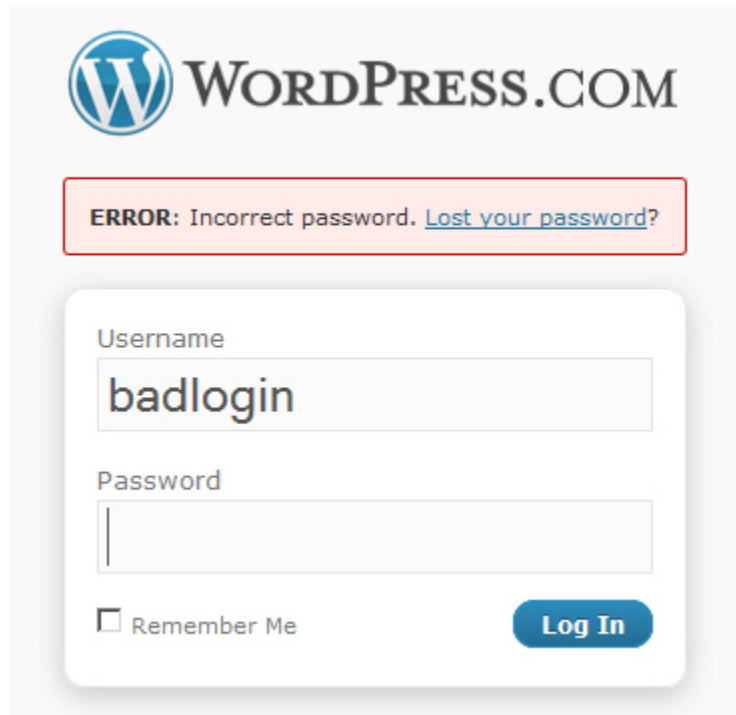 WORDPRESS.COM
ERROR: Incorrect password. Lost your password?
Username
badlogin
Password
Remember Me
Log In